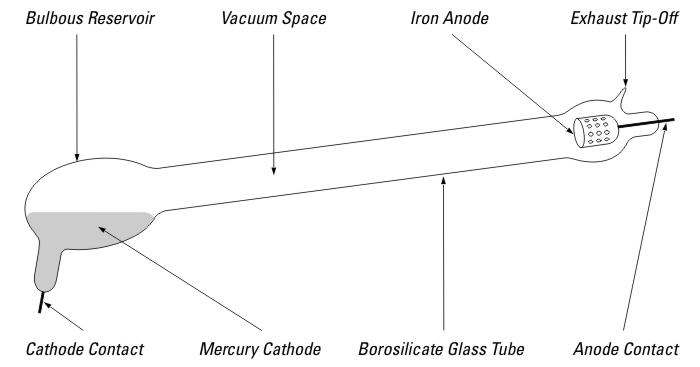 Bulbous Reservoir
Vacuum Space
Iron Anode
Exhaust Tip-Off
Cathode Contact
Mercury Cathode
Borosilicate Glass Tube
Anode Contact